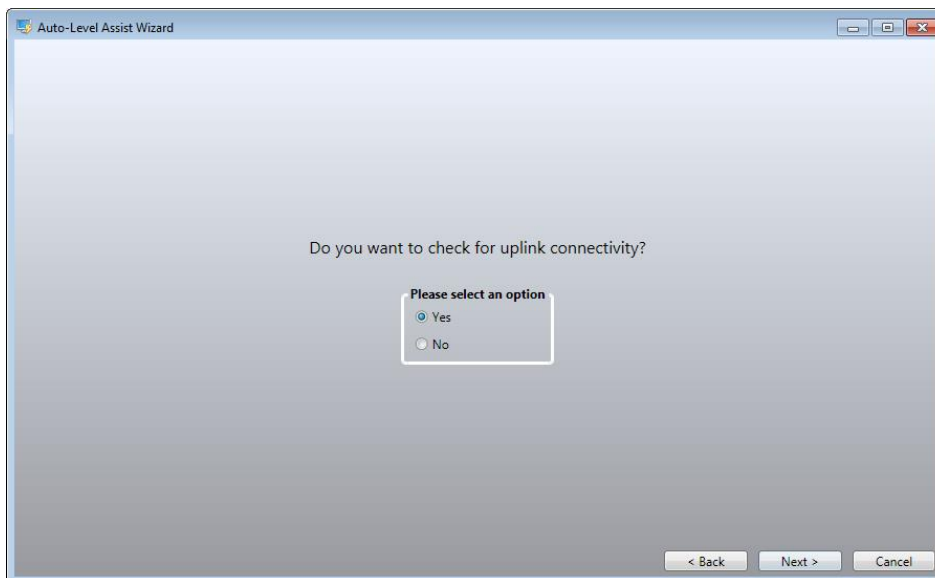 Auto-Level Assist Wizard
Do you want to check for uplink connectivity?
Please select an option
Yes
No
< Back
Next >
Cancel